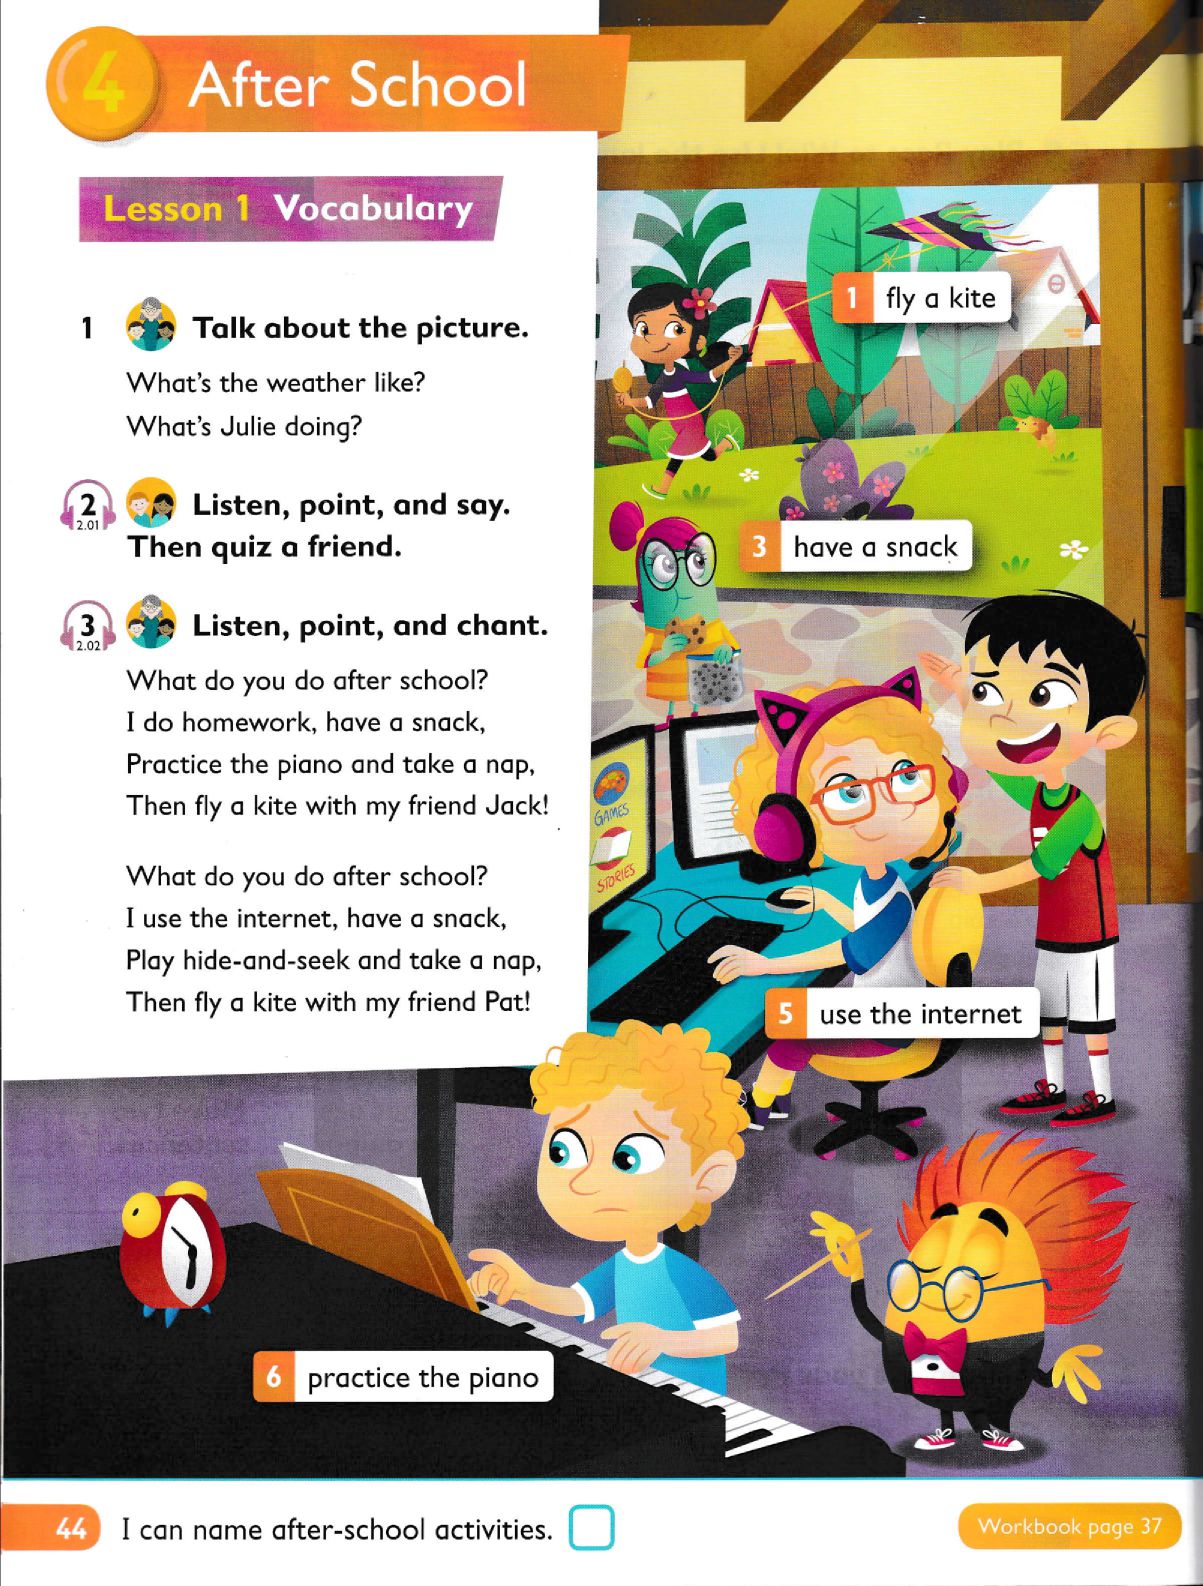 4 After School
Lesson 1 Vocabulary
1 Talk about the picture.
What's the weather like?
What's Julie doing?
2 Listen, point, and say.
2.01
Then quiz a friend.
3 Listen, point, and chant.
2.02
What do you do after school?
I do homework, have a snack,
Practice the piano and take a nap,
Then fly a kite with my friend Jack!
What do you do after school?
I use the internet, have a snack,
Play hide-and-seek and take a nap,
Then fly a kite with my friend Pat!
1 fly a kite
3 have a snack
GAMES
STORIES
5 use the internet
6 practice the piano
44 I can name after-school activities.
Workbook page 37